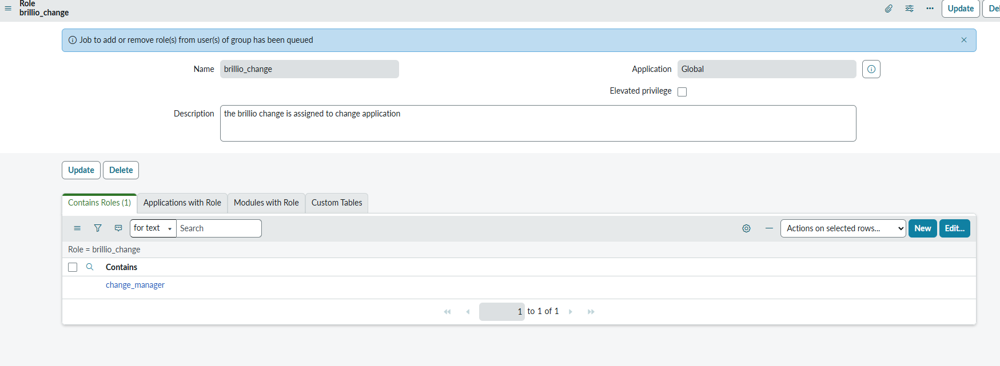 Role
brillio_change
Update
Del
Job to add or remove role(s) from user(s) of group has been queued
Name brillio_change
Application Global
Elevated privilege
Description the brillio change is assigned to change application
Update Delete
Contains Roles (1) Applications with Role Modules with Role Custom Tables
for text Search Actions on selected rows... New Edit...
Role = brillio_change
Contains
change_manager
1 to 1 of 1